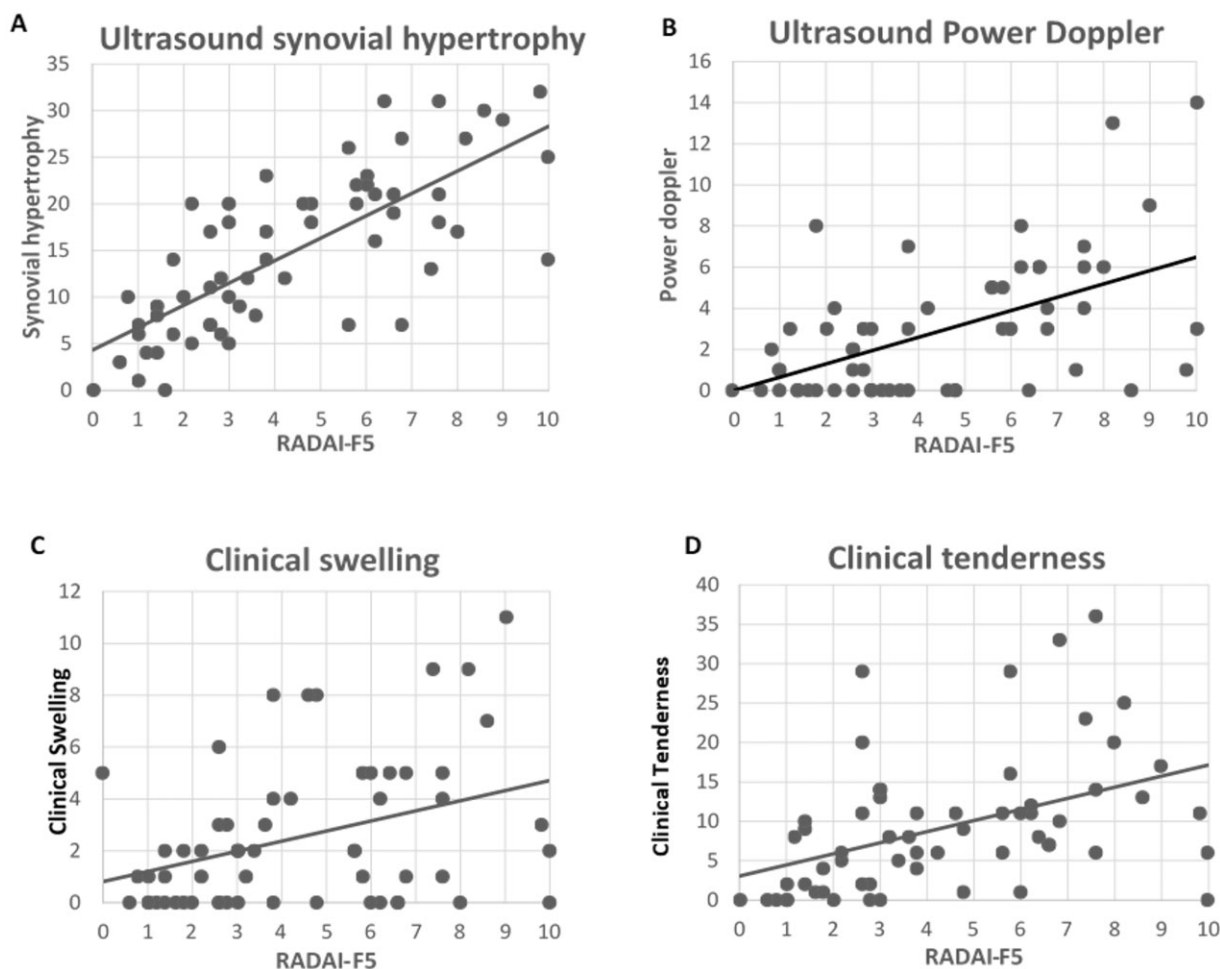 A
Ultrasound synovial hypertrophy
35
30
25
20
15
10
5
0
Synovial hypertrophy
0 1 2 3 4 5 6 7 8 9 10
RADAI-F5
B
Ultrasound Power Doppler
16
14
12
10
8
6
4
2
0
Power doppler
0 1 2 3 4 5 6 7 8 9 10
RADAI-F5
C
Clinical swelling
12
10
8
6
4
2
0
Clinical Swelling
0 1 2 3 4 5 6 7 8 9 10
RADAI-F5
D
Clinical tenderness
40
35
30
25
20
15
10
5
0
Clinical Tenderness
0 1 2 3 4 5 6 7 8 9 10
RADAI-F5